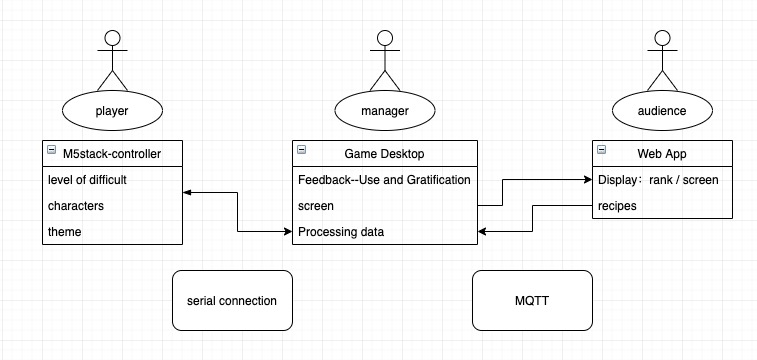 player
manager
audience
M5stack-controller
level of difficult
characters
theme
Game Desktop
Feedback--Use and Gratification
screen
Processing data
Web App
Display：rank / screen
recipes
serial connection
MQTT